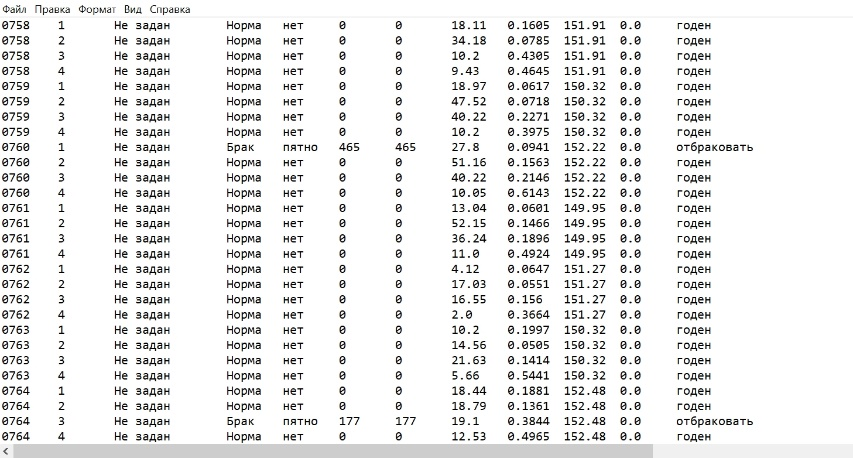 Файл Правка Формат Вид Справка
0758 1 Не задан Норма нет 0 0 18.11 0.1605 151.91 0.0 годен
0758 2 Не задан Норма нет 0 0 34.18 0.0785 151.91 0.0 годен
0758 3 Не задан Норма нет 0 0 10.2 0.4305 151.91 0.0 годен
0758 4 Не задан Норма нет 0 0 9.43 0.4645 151.91 0.0 годен
0759 1 Не задан Норма нет 0 0 18.97 0.0617 150.32 0.0 годен
0759 2 Не задан Норма нет 0 0 47.52 0.0718 150.32 0.0 годен
0759 3 Не задан Норма нет 0 0 40.22 0.2271 150.32 0.0 годен
0759 4 Не задан Норма нет 0 0 10.2 0.3975 150.32 0.0 годен
0760 1 Не задан Брак пятно 465 465 27.8 0.0941 152.22 0.0 отбраковать
0760 2 Не задан Норма нет 0 0 51.16 0.1563 152.22 0.0 годен
0760 3 Не задан Норма нет 0 0 40.22 0.2146 152.22 0.0 годен
0760 4 Не задан Норма нет 0 0 10.05 0.6143 152.22 0.0 годен
0761 1 Не задан Норма нет 0 0 13.04 0.0601 149.95 0.0 годен
0761 2 Не задан Норма нет 0 0 52.15 0.1466 149.95 0.0 годен
0761 3 Не задан Норма нет 0 0 36.24 0.1896 149.95 0.0 годен
0761 4 Не задан Норма нет 0 0 11.0 0.4924 149.95 0.0 годен
0762 1 Не задан Норма нет 0 0 4.12 0.0647 151.27 0.0 годен
0762 2 Не задан Норма нет 0 0 17.03 0.0551 151.27 0.0 годен
0762 3 Не задан Норма нет 0 0 16.55 0.156 151.27 0.0 годен
0762 4 Не задан Норма нет 0 0 2.0 0.3664 151.27 0.0 годен
0763 1 Не задан Норма нет 0 0 10.2 0.1997 150.32 0.0 годен
0763 2 Не задан Норма нет 0 0 14.56 0.0505 150.32 0.0 годен
0763 3 Не задан Норма нет 0 0 21.63 0.1414 150.32 0.0 годен
0763 4 Не задан Норма нет 0 0 5.66 0.5441 150.32 0.0 годен
0764 1 Не задан Норма нет 0 0 18.44 0.1881 152.48 0.0 годен
0764 2 Не задан Норма нет 0 0 18.79 0.1361 152.48 0.0 годен
0764 3 Не задан Брак пятно 177 177 19.1 0.3844 152.48 0.0 отбраковать
0764 4 Не задан Норма нет 0 0 12.53 0.4965 152.48 0.0 годен